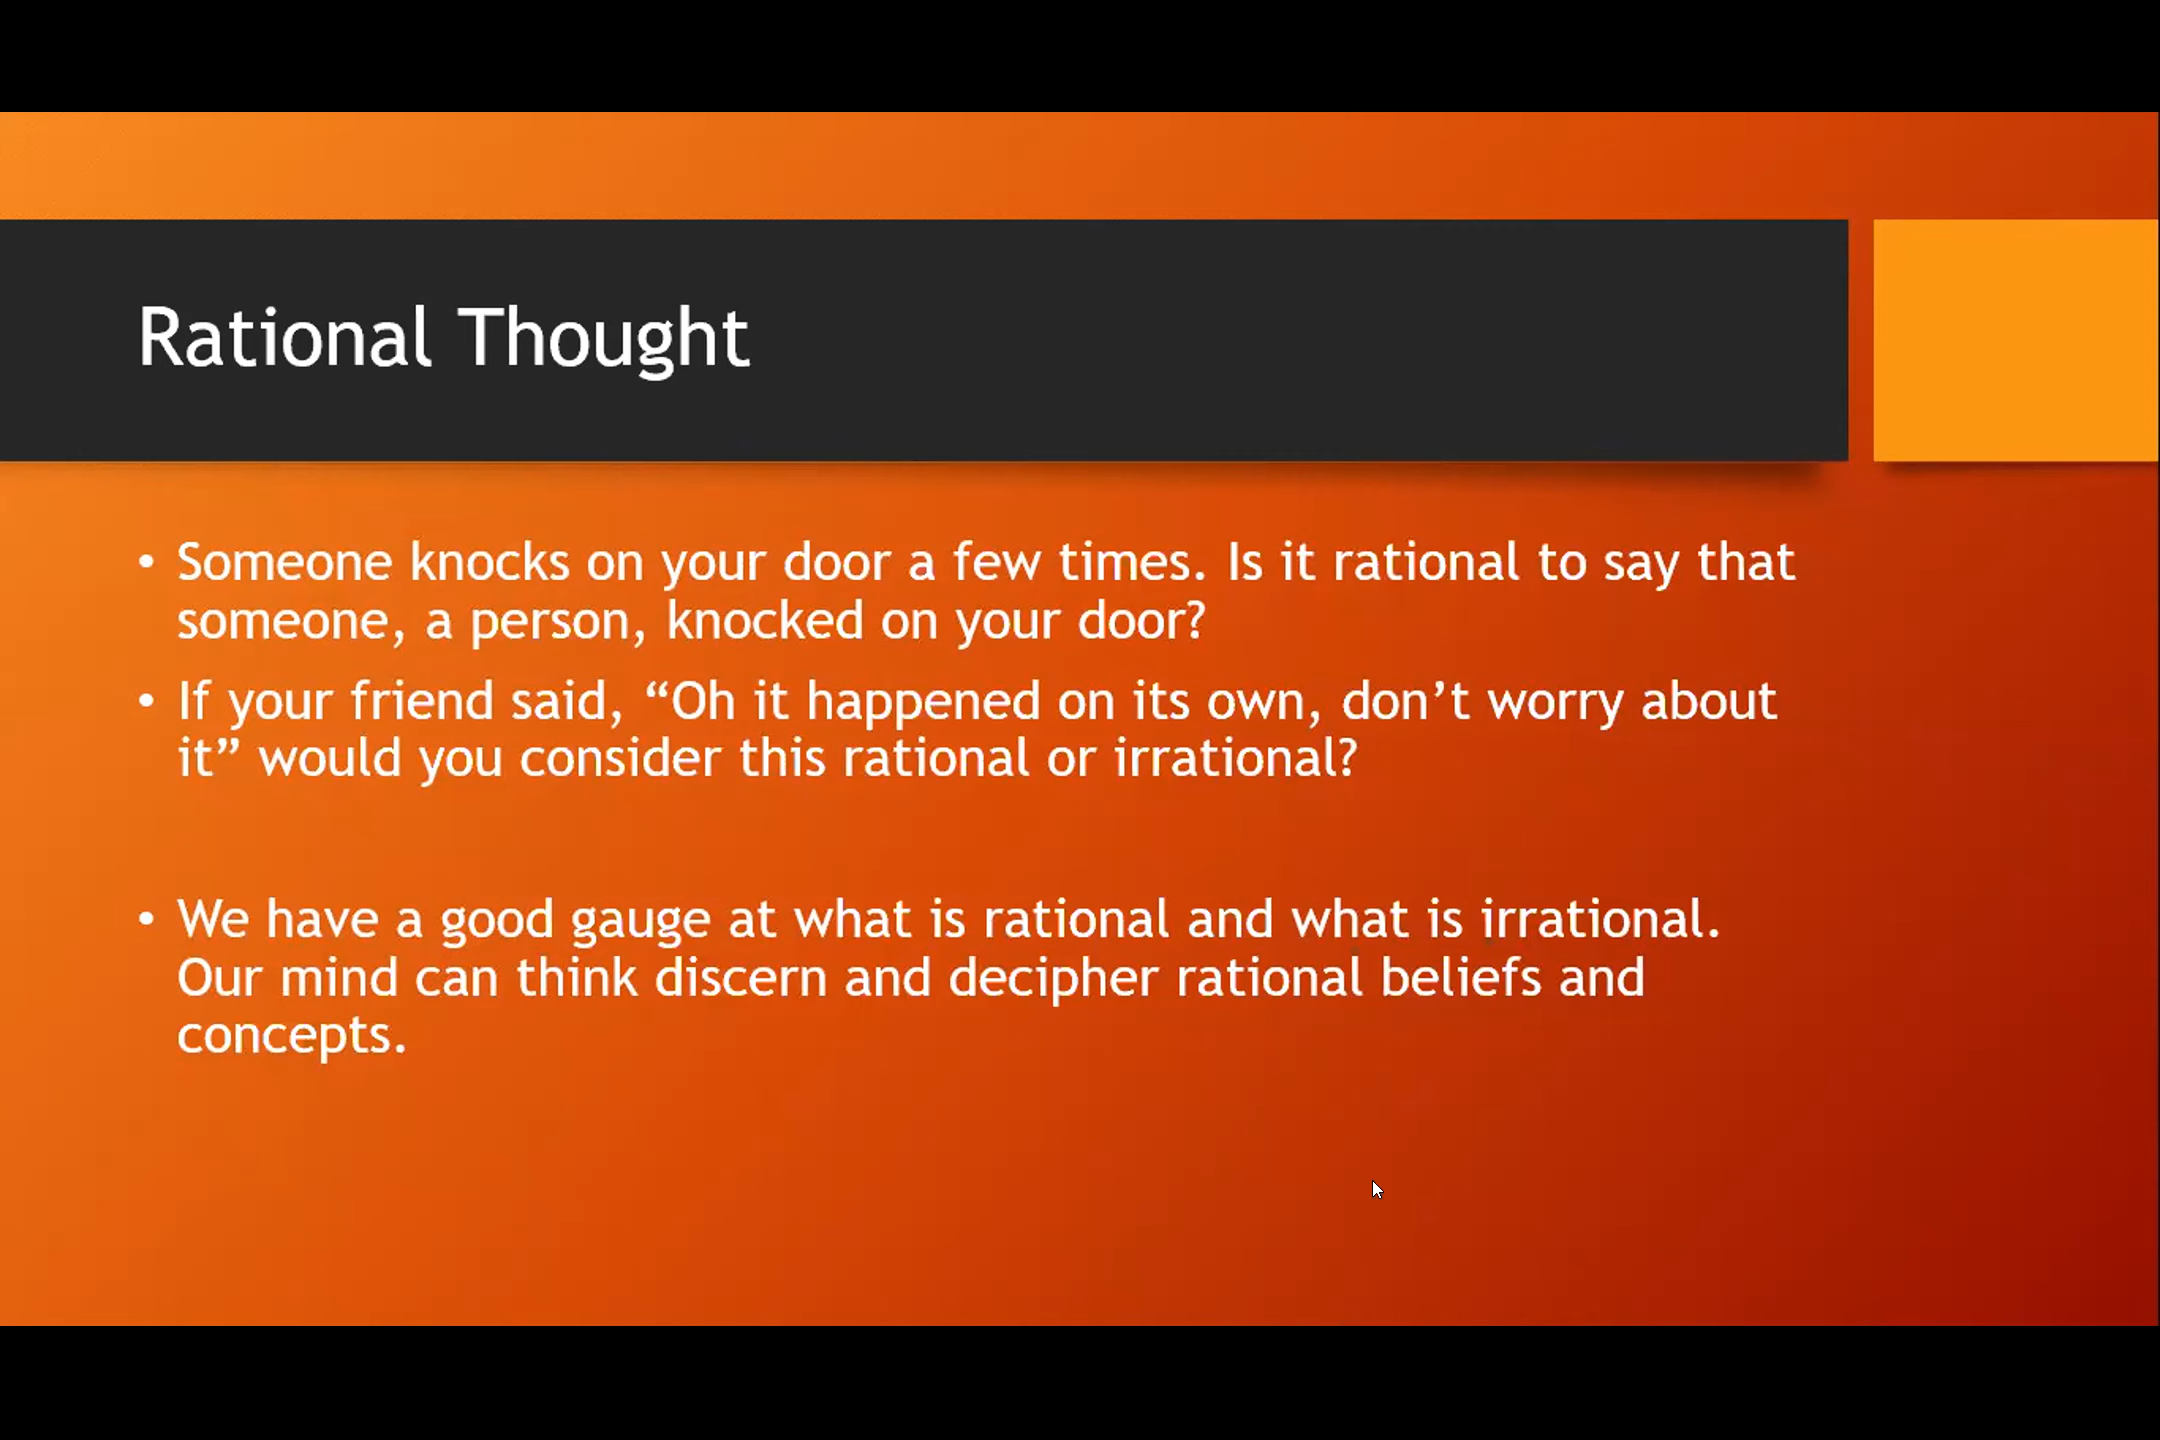 Rational Thought
• Someone knocks on your door a few times. Is it rational to say that
someone, a person, knocked on your door?
• If your friend said, “Oh it happened on its own, don’t worry about
it” would you consider this rational or irrational?
• We have a good gauge at what is rational and what is irrational.
Our mind can think discern and decipher rational beliefs and
concepts.